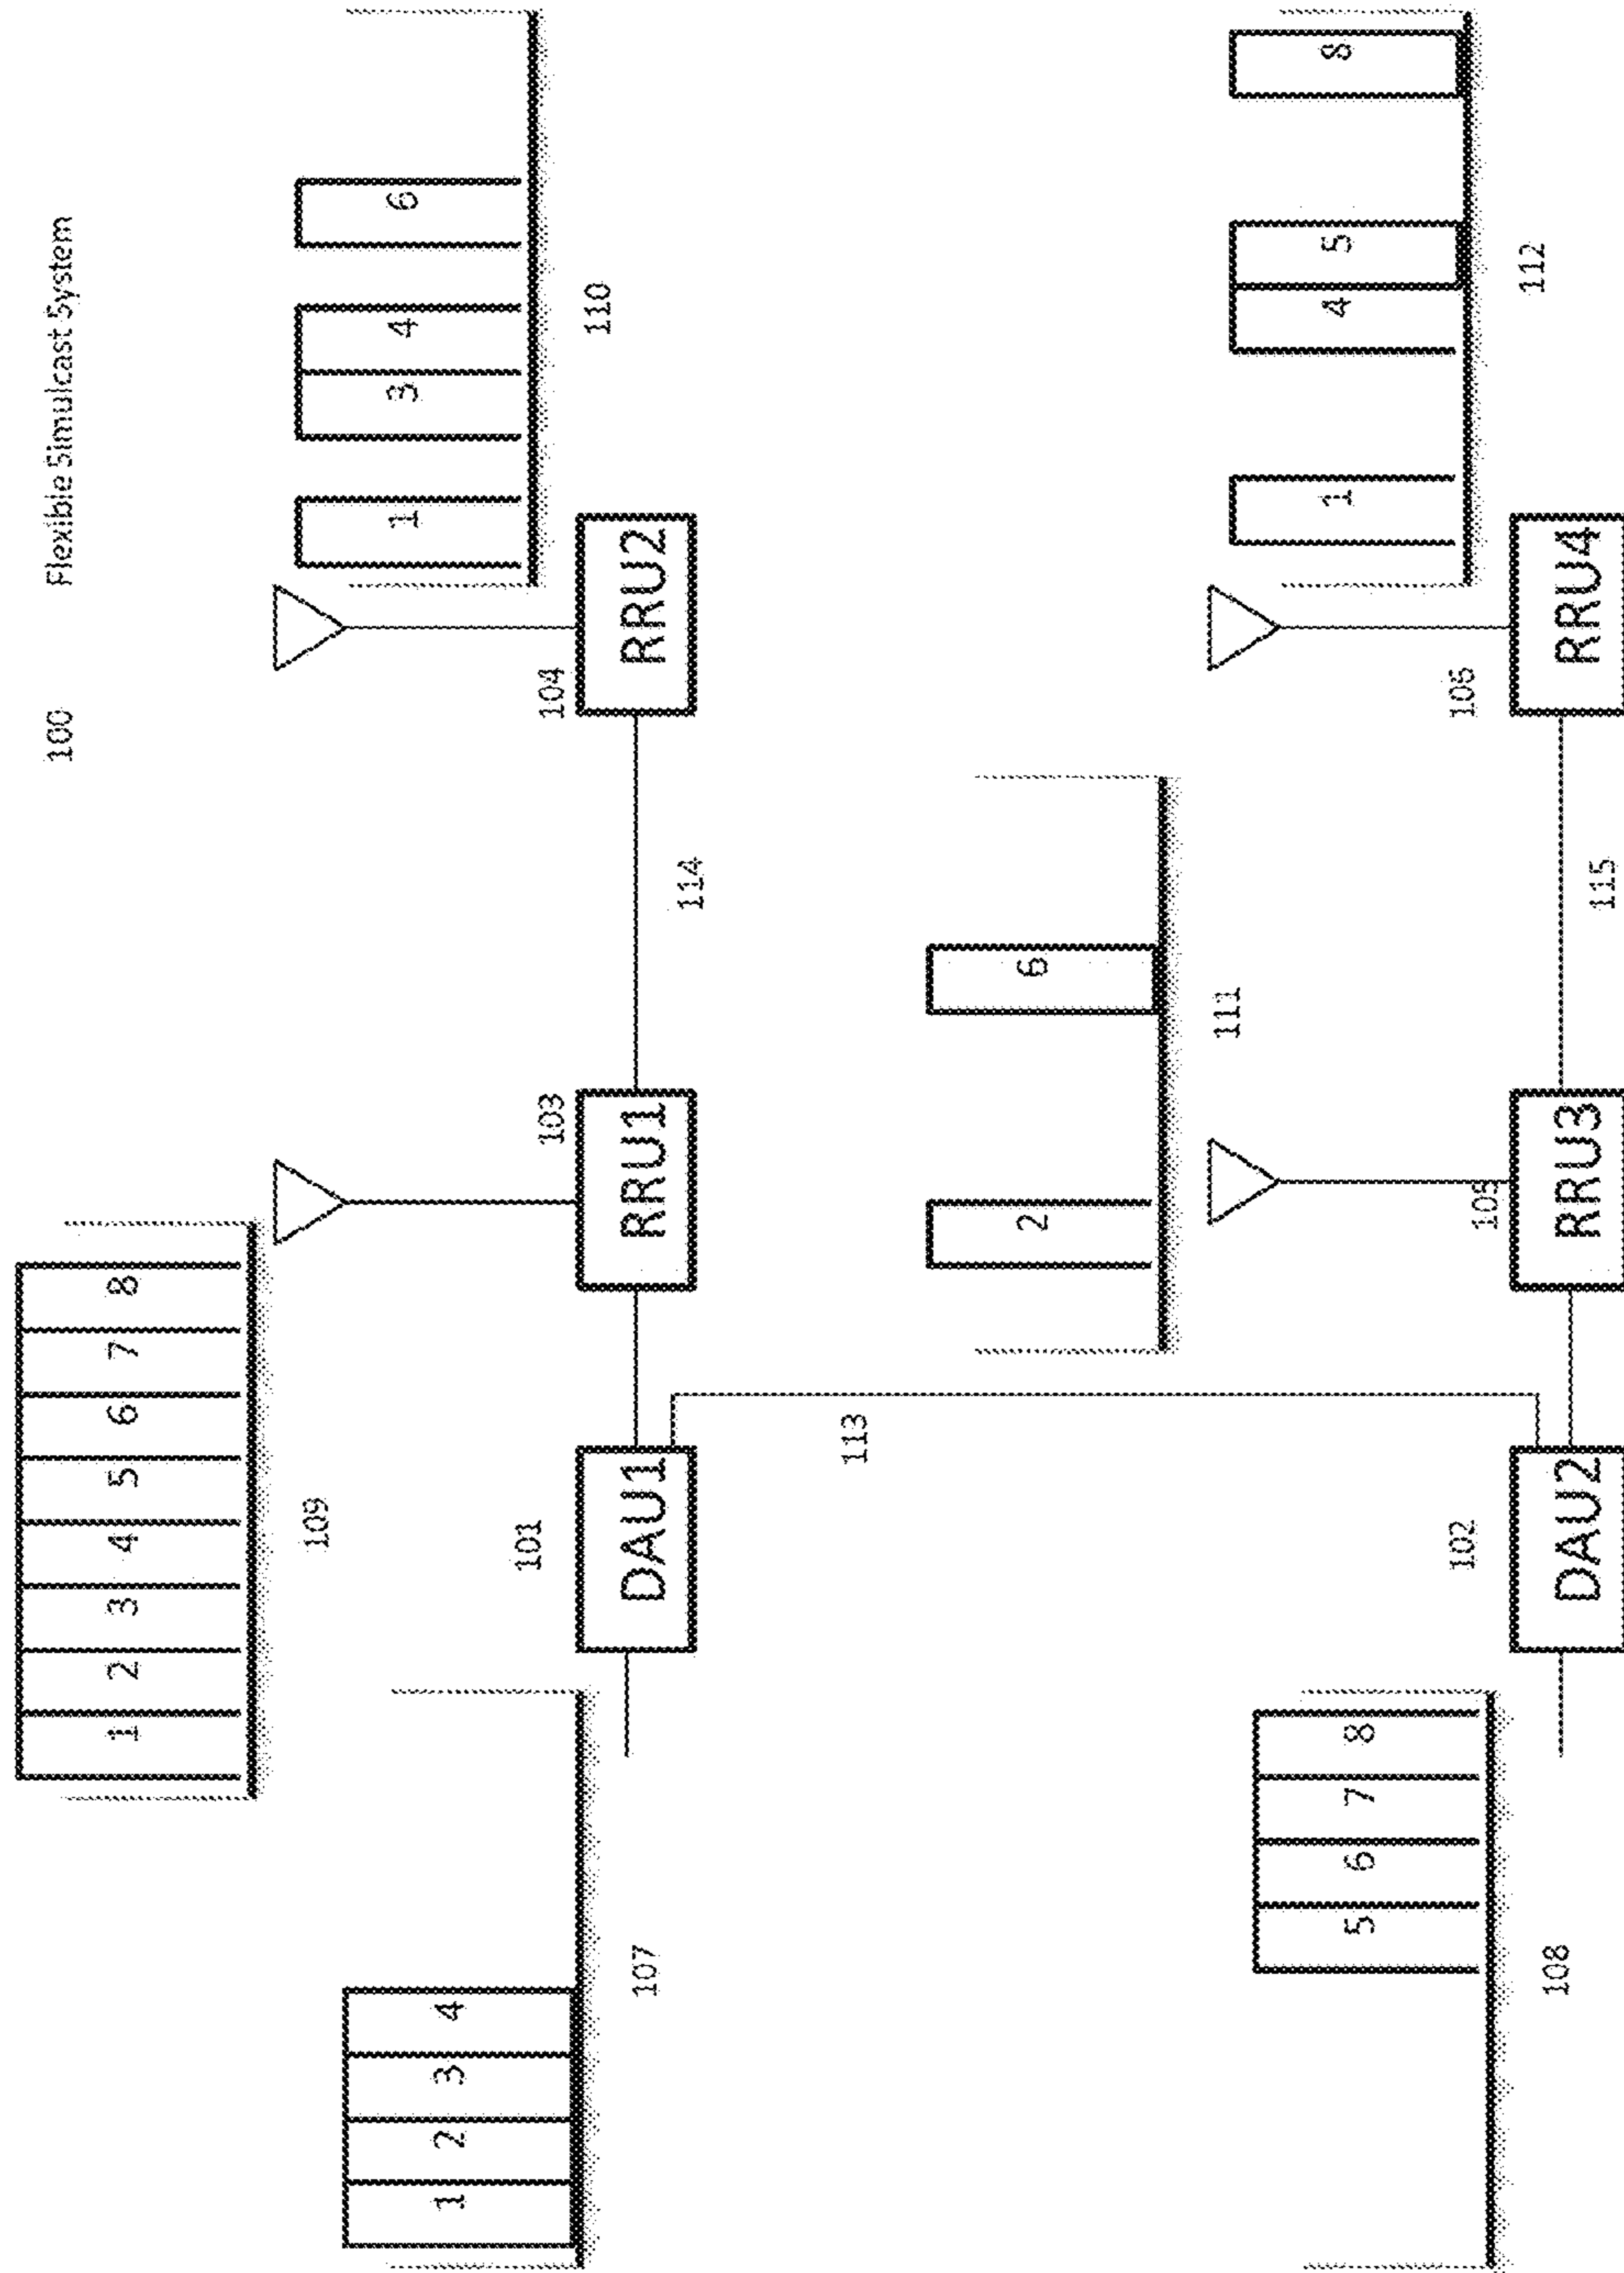 100 Flexible Simulcast System
1 2 3 4 5 6 7 8
109
1 2 3 4
107
101
DAU1
103
RRU1
114
104
RRU2
1 3 4 6
110
113
2 6
111
5 6 7 8
108
102
DAU2
105
RRU3
115
106
RRU4
1 4 5 8
112